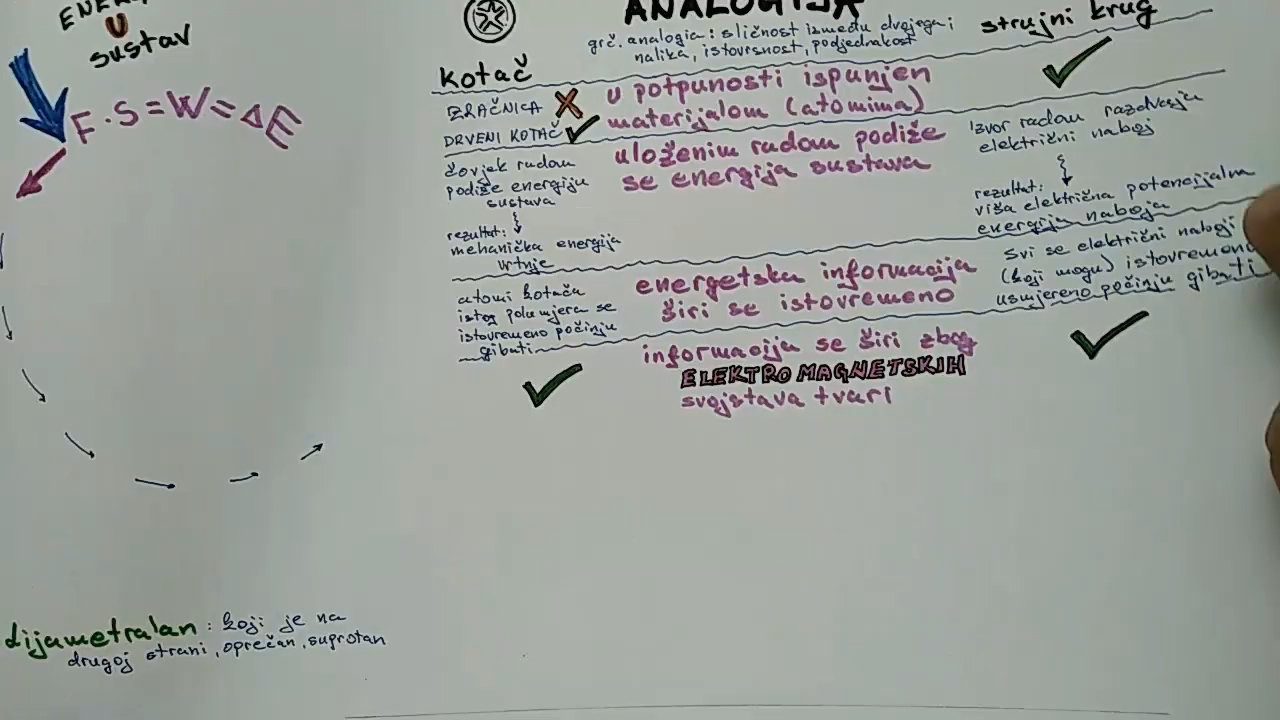 U
sustav
F · S = W = ΔE
dijametralan : koji je na
drugoj strani, oprečan, suprotan
ANALOGIJA
grč. analogia : sličnost između dvojega;
nalika, istovrsnost, podjednakost
kotač
strujni krug
ZRAČNICA
DRVENI KOTAČ
u potpunosti ispunjen
materijalom (atomima)
čovjek radom
podiže energiju
sustava
rezultat:
mehanička energija
vrtnje
uloženim radom podiže
se energija sustava
Izvor radom razdvaja
električni naboj
rezultat:
viša električna potencijalna
energija naboja
atomi kotača
istog polumjera se
istovremeno počinju
gibati
energetska informacija
širi se istovremeno
Svi se električni naboji
(koji mogu) istovremeno
usmjereno počinju gibati
informacija se širi zbog
ELEKTROMAGNETSKIH
svojstava tvari